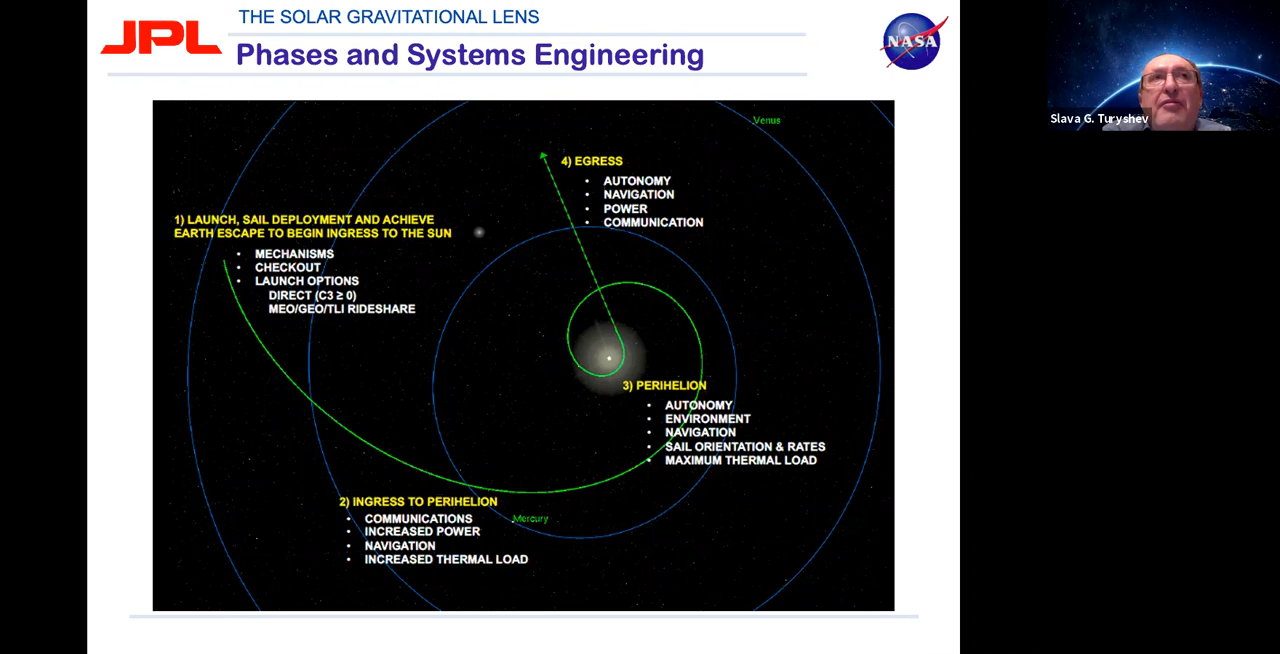 JPL
THE SOLAR GRAVITATIONAL LENS
Phases and Systems Engineering
NASA
Slava G. Turyshev
Venus
4) EGRESS
• AUTONOMY
• NAVIGATION
• POWER
• COMMUNICATION
1) LAUNCH, SAIL DEPLOYMENT AND ACHIEVE
EARTH ESCAPE TO BEGIN INGRESS TO THE SUN
• MECHANISMS
• CHECKOUT
• LAUNCH OPTIONS
DIRECT (C3 ≥ 0)
MEO/GEO/TLI RIDESHARE
3) PERIHELION
• AUTONOMY
• ENVIRONMENT
• NAVIGATION
• SAIL ORIENTATION & RATES
• MAXIMUM THERMAL LOAD
2) INGRESS TO PERIHELION
• COMMUNICATIONS
• INCREASED POWER
• NAVIGATION
• INCREASED THERMAL LOAD
Mercury